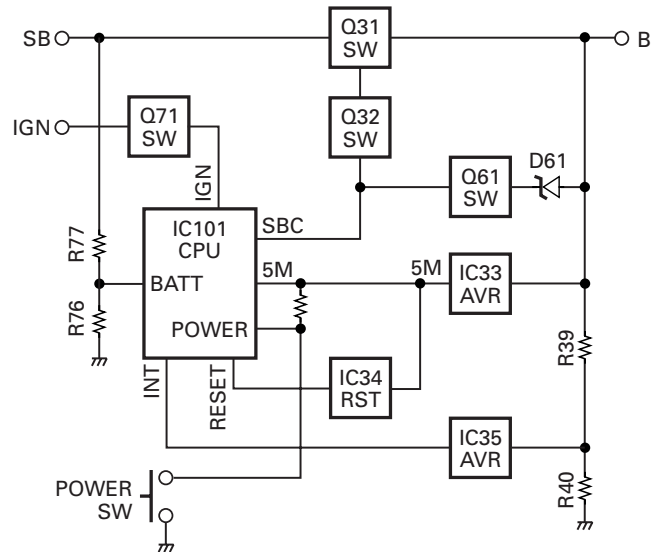 SB
Q31
SW
B
IGN
Q71
SW
Q32
SW
D61
IGN
Q61
SW
R77
IC101
CPU
SBC
5M
5M
IC33
AVR
BATT
R76
POWER
R39
INT
RESET
IC34
RST
IC35
AVR
POWER
SW
R40